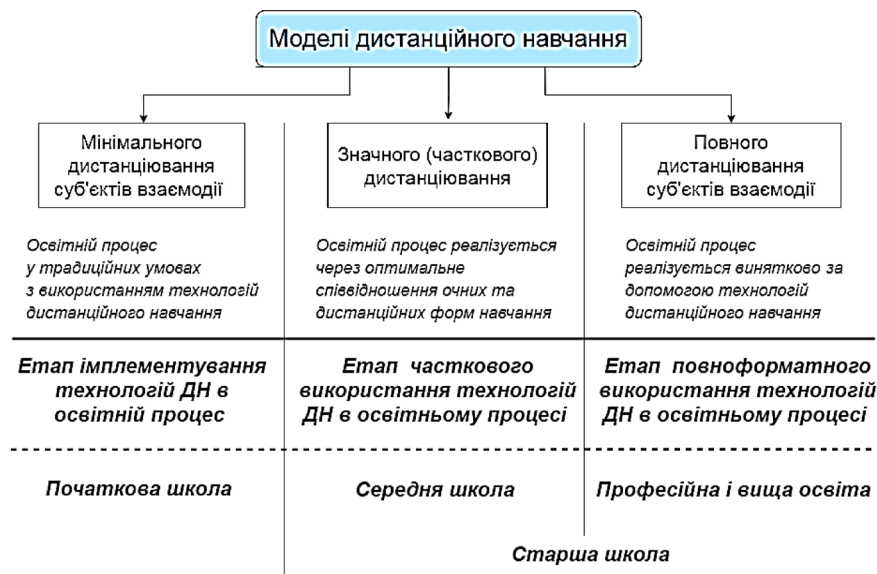 Моделі дистанційного навчання
Мінімального
дистанціювання
суб'єктів взаємодії
Значного (часткового)
дистанціювання
Повного
дистанціювання
суб'єктів взаємодії
Освітній процес
у традиційних умовах
з використанням технологій
дистанційного навчання
Освітній процес реалізується
через оптимальне
співвідношення очних та
дистанційних форм навчання
Освітній процес
реалізується винятково за
допомогою технологій
дистанційного навчання
Етап імплементування
технологій ДН в
освітній процес
Етап часткового
використання технологій
ДН в освітньому процесі
Етап повноформатного
використання технологій
ДН в освітньому процесі
Початкова школа
Середня школа
Професійна і вища освіта
Старша школа